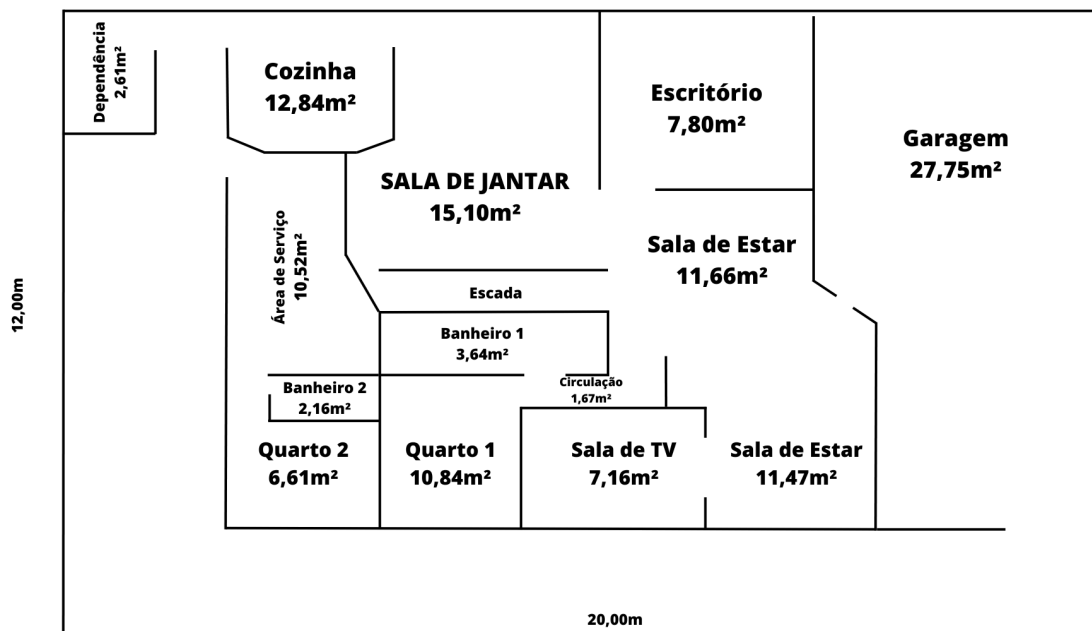 Dependência
2,61m²
Cozinha
12,84m²
Escritório
7,80m²
Garagem
27,75m²
SALA DE JANTAR
15,10m²
Área de Serviço
10,52m²
Sala de Estar
11,66m²
Escada
12,00m
Banheiro 1
3,64m²
Banheiro 2
2,16m²
Circulação
1,67m²
Quarto 2
6,61m²
Quarto 1
10,84m²
Sala de TV
7,16m²
Sala de Estar
11,47m²
20,00m